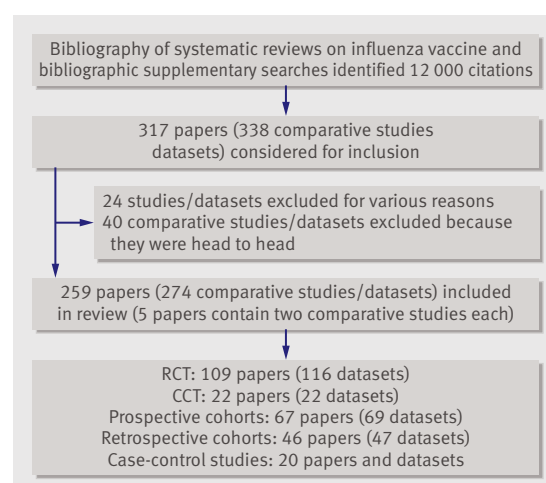 Bibliography of systematic reviews on influenza vaccine and
bibliographic supplementary searches identified 12 000 citations
317 papers (338 comparative studies
datasets) considered for inclusion
24 studies/datasets excluded for various reasons
40 comparative studies/datasets excluded because
they were head to head
259 papers (274 comparative studies/datasets) included
in review (5 papers contain two comparative studies each)
RCT: 109 papers (116 datasets)
CCT: 22 papers (22 datasets)
Prospective cohorts: 67 papers (69 datasets)
Retrospective cohorts: 46 papers (47 datasets)
Case-control studies: 20 papers and datasets